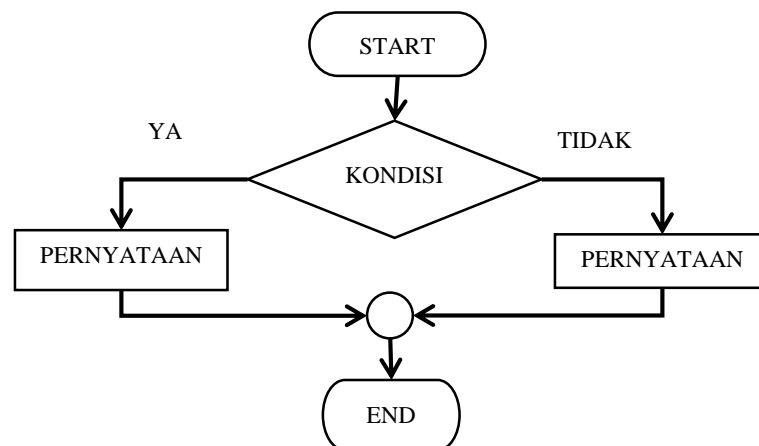 START
YA
TIDAK
KONDISI
PERNYATAAN
PERNYATAAN
END